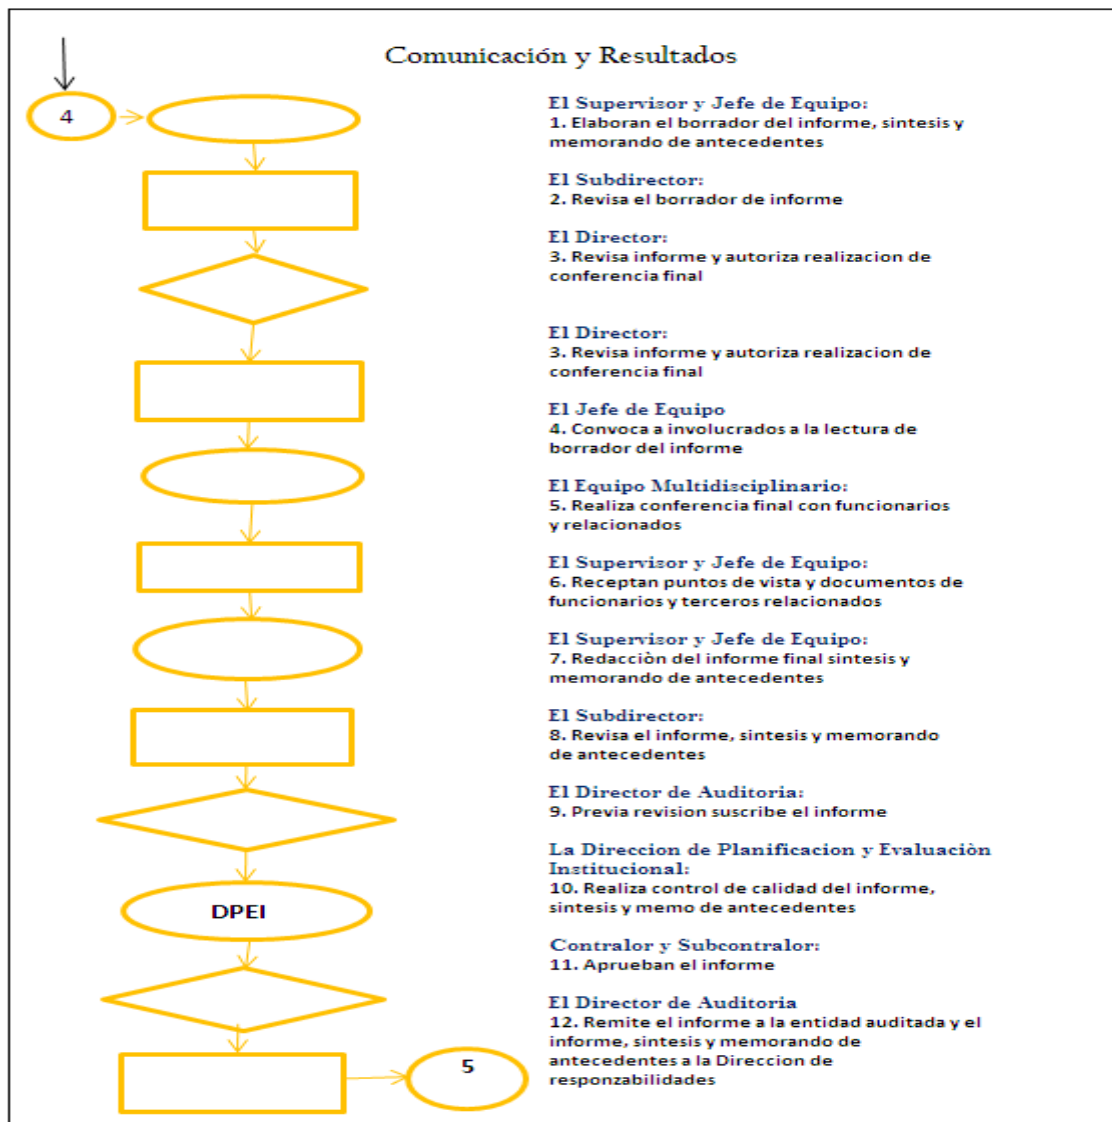 Comunicación y Resultados
4
El Supervisor y Jefe de Equipo:
1. Elaboran el borrador del informe, sintesis y
memorando de antecedentes
El Subdirector:
2. Revisa el borrador de informe
El Director:
3. Revisa informe y autoriza realizacion de
conferencia final
El Director:
3. Revisa informe y autoriza realizacion de
conferencia final
El Jefe de Equipo
4. Convoca a involucrados a la lectura de
borrador del informe
El Equipo Multidisciplinario:
5. Realiza conferencia final con funcionarios
y relacionados
El Supervisor y Jefe de Equipo:
6. Receptan puntos de vista y documentos de
funcionarios y terceros relacionados
El Supervisor y Jefe de Equipo:
7. Redacciòn del informe final sintesis y
memorando de antecedentes
El Subdirector:
8. Revisa el informe, sintesis y memorando
de antecedentes
El Director de Auditoria:
9. Previa revision suscribe el informe
La Direccion de Planificacion y Evaluaciòn
Institucional:
10. Realiza control de calidad del informe,
sintesis y memo de antecedentes
DPEI
Contralor y Subcontralor:
11. Aprueban el informe
El Director de Auditoria
12. Remite el informe a la entidad auditada y el
informe, sintesis y memorando de
antecedentes a la Direccion de
responzabilidades
5